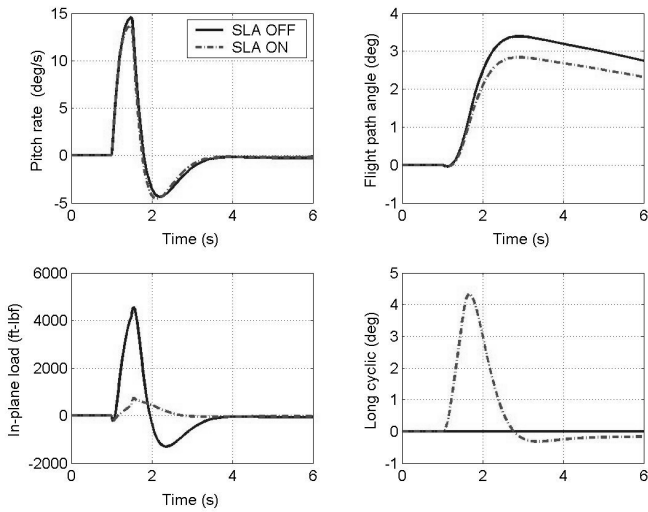 15
10
5
0
-5
Pitch rate (deg/s)
SLA OFF
SLA ON
0 2 4 6
Time (s)
4
3
2
1
0
-1
Flight path angle (deg)
0 2 4 6
Time (s)
6000
4000
2000
0
-2000
In-plane load (ft-lbf)
0 2 4 6
Time (s)
5
4
3
2
1
0
-1
Long cyclic (deg)
0 2 4 6
Time (s)